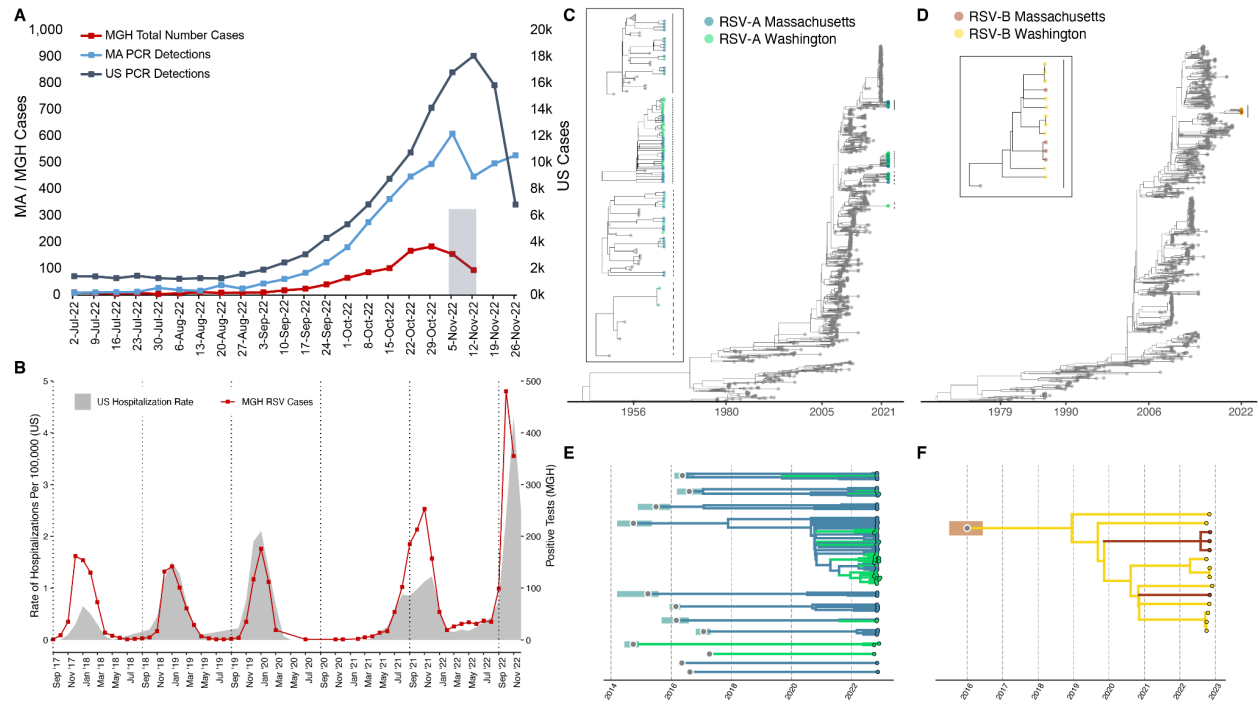 A
MGH Total Number Cases
MA PCR Detections
US PCR Detections
MA / MGH Cases
1,000
900
800
700
600
500
400
300
200
100
0
20k
18k
16k
14k
12k
10k
8k
6k
4k
2k
0k
US Cases
2-Jul-22
9-Jul-22
16-Jul-22
23-Jul-22
30-Jul-22
6-Aug-22
13-Aug-22
20-Aug-22
27-Aug-22
3-Sep-22
10-Sep-22
17-Sep-22
24-Sep-22
1-Oct-22
8-Oct-22
15-Oct-22
22-Oct-22
29-Oct-22
5-Nov-22
12-Nov-22
19-Nov-22
26-Nov-22
B
US Hospitalization Rate
MGH RSV Cases
Rate of Hospitalizations Per 100,000 (US)
5
4
3
2
1
0
500
400
300
200
100
0
Positive Tests (MGH)
Sep '17
Nov '17
Jan '18
Mar '18
May '18
Jul '18
Sep '18
Nov '18
Jan '19
Mar '19
May '19
Jul '19
Sep '19
Nov '19
Jan '20
Mar '20
May '20
Jul '20
Sep '20
Nov '20
Jan '21
Mar '21
May '21
Jul '21
Sep '21
Nov '21
Jan '22
Mar '22
May '22
Jul '22
Sep '22
Nov '22
C
RSV-A Massachusetts
RSV-A Washington
1956
1980
2005
2021
D
RSV-B Massachusetts
RSV-B Washington
1979
1990
2006
2022
E
2014
2016
2018
2020
2022
F
2016
2017
2018
2019
2020
2021
2022
2023